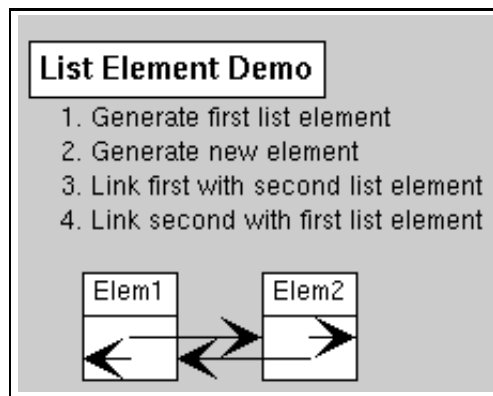 List Element Demo
1. Generate first list element
2. Generate new element
3. Link first with second list element
4. Link second with first list element
Elem1 Elem2